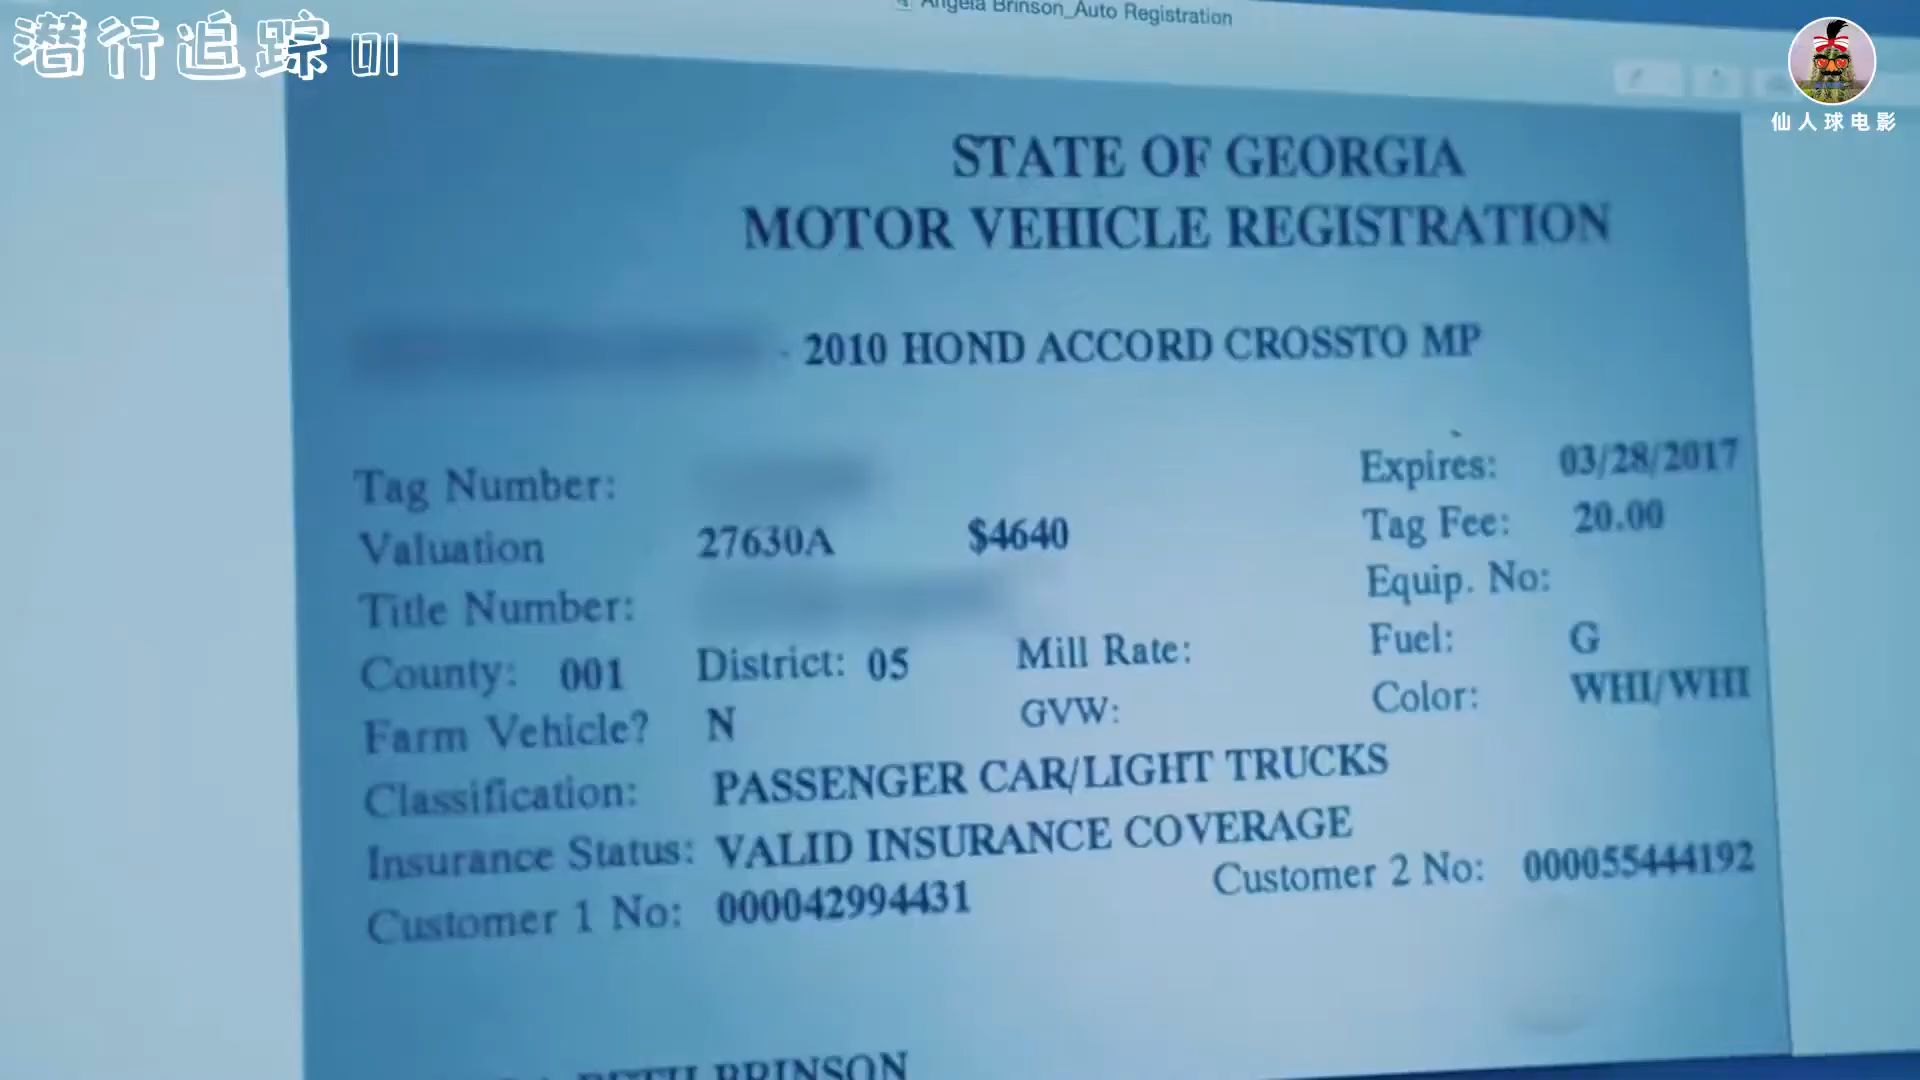 Angela Brinson_Auto Registration
潜行追踪 01
仙人球电影
STATE OF GEORGIA
MOTOR VEHICLE REGISTRATION
- 2010 HOND ACCORD CROSSTO MP
Tag Number:
Expires: 03/28/2017
Valuation 27630A $4640
Tag Fee: 20.00
Title Number:
Equip. No:
County: 001 District: 05 Mill Rate:
Fuel: G
Farm Vehicle? N GVW:
Color: WHI/WHI
Classification: PASSENGER CAR/LIGHT TRUCKS
Insurance Status: VALID INSURANCE COVERAGE
Customer 1 No: 000042994431 Customer 2 No: 000055444192
BETH BRINSON